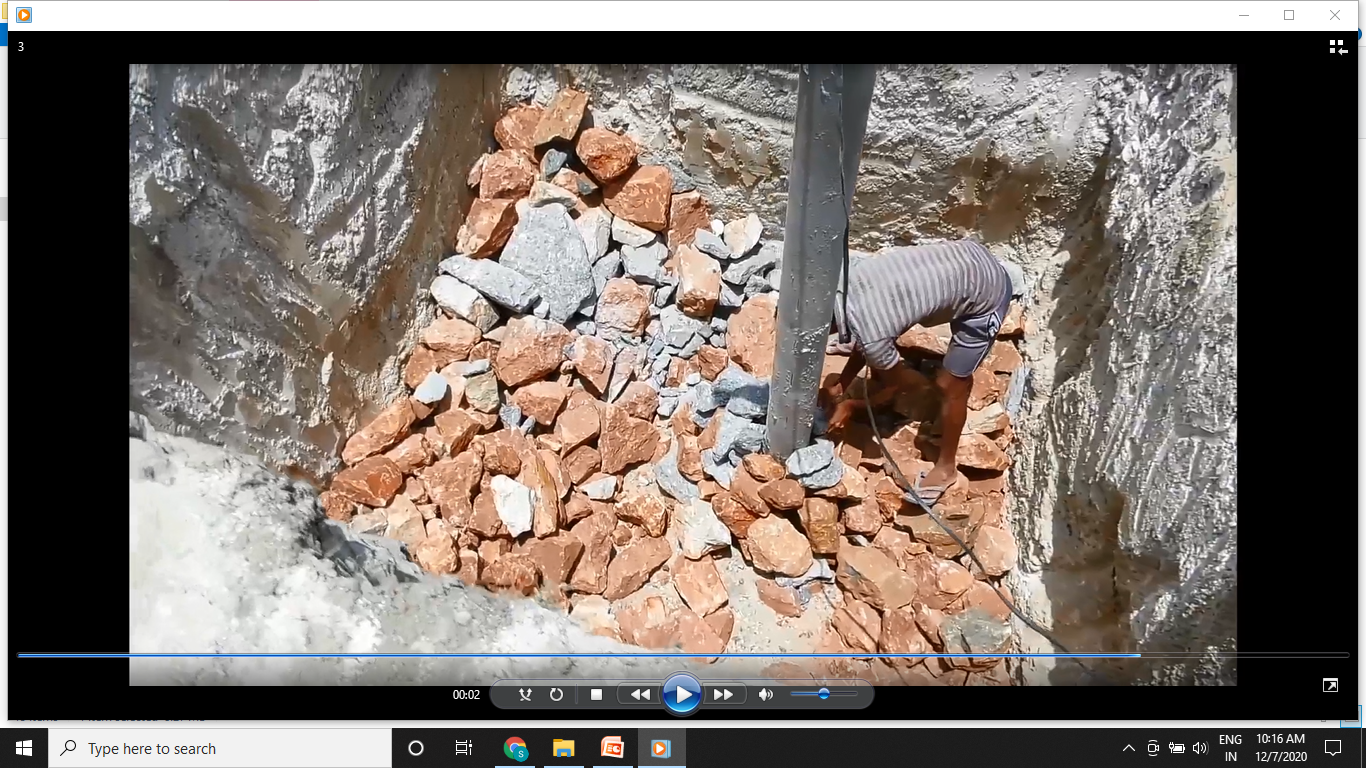 3
00:02
Type here to search
ENG
IN
10:16 AM
12/7/2020